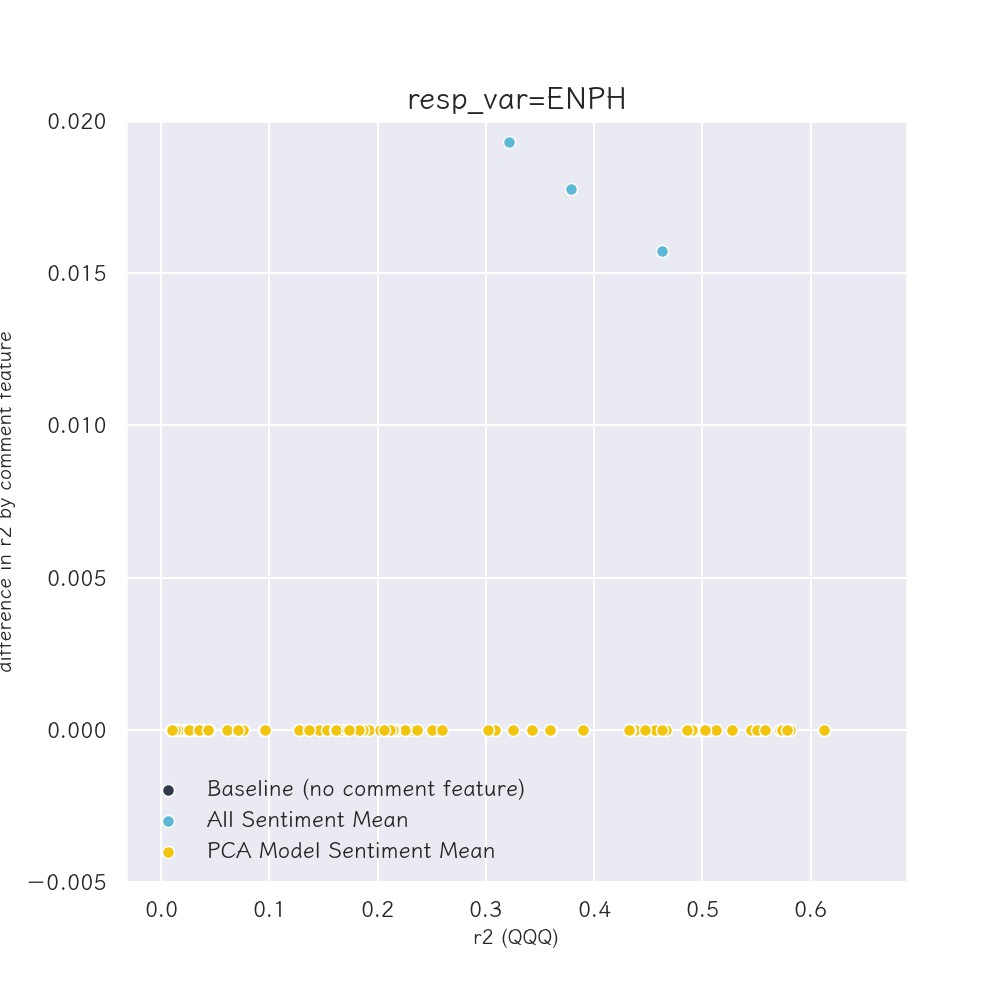 resp_var=ENPH
0.020
0.015
0.010
0.005
0.000
−0.005
difference in r2 by comment feature
Baseline (no comment feature)
All Sentiment Mean
PCA Model Sentiment Mean
0.0 0.1 0.2 0.3 0.4 0.5 0.6
r2 (QQQ)